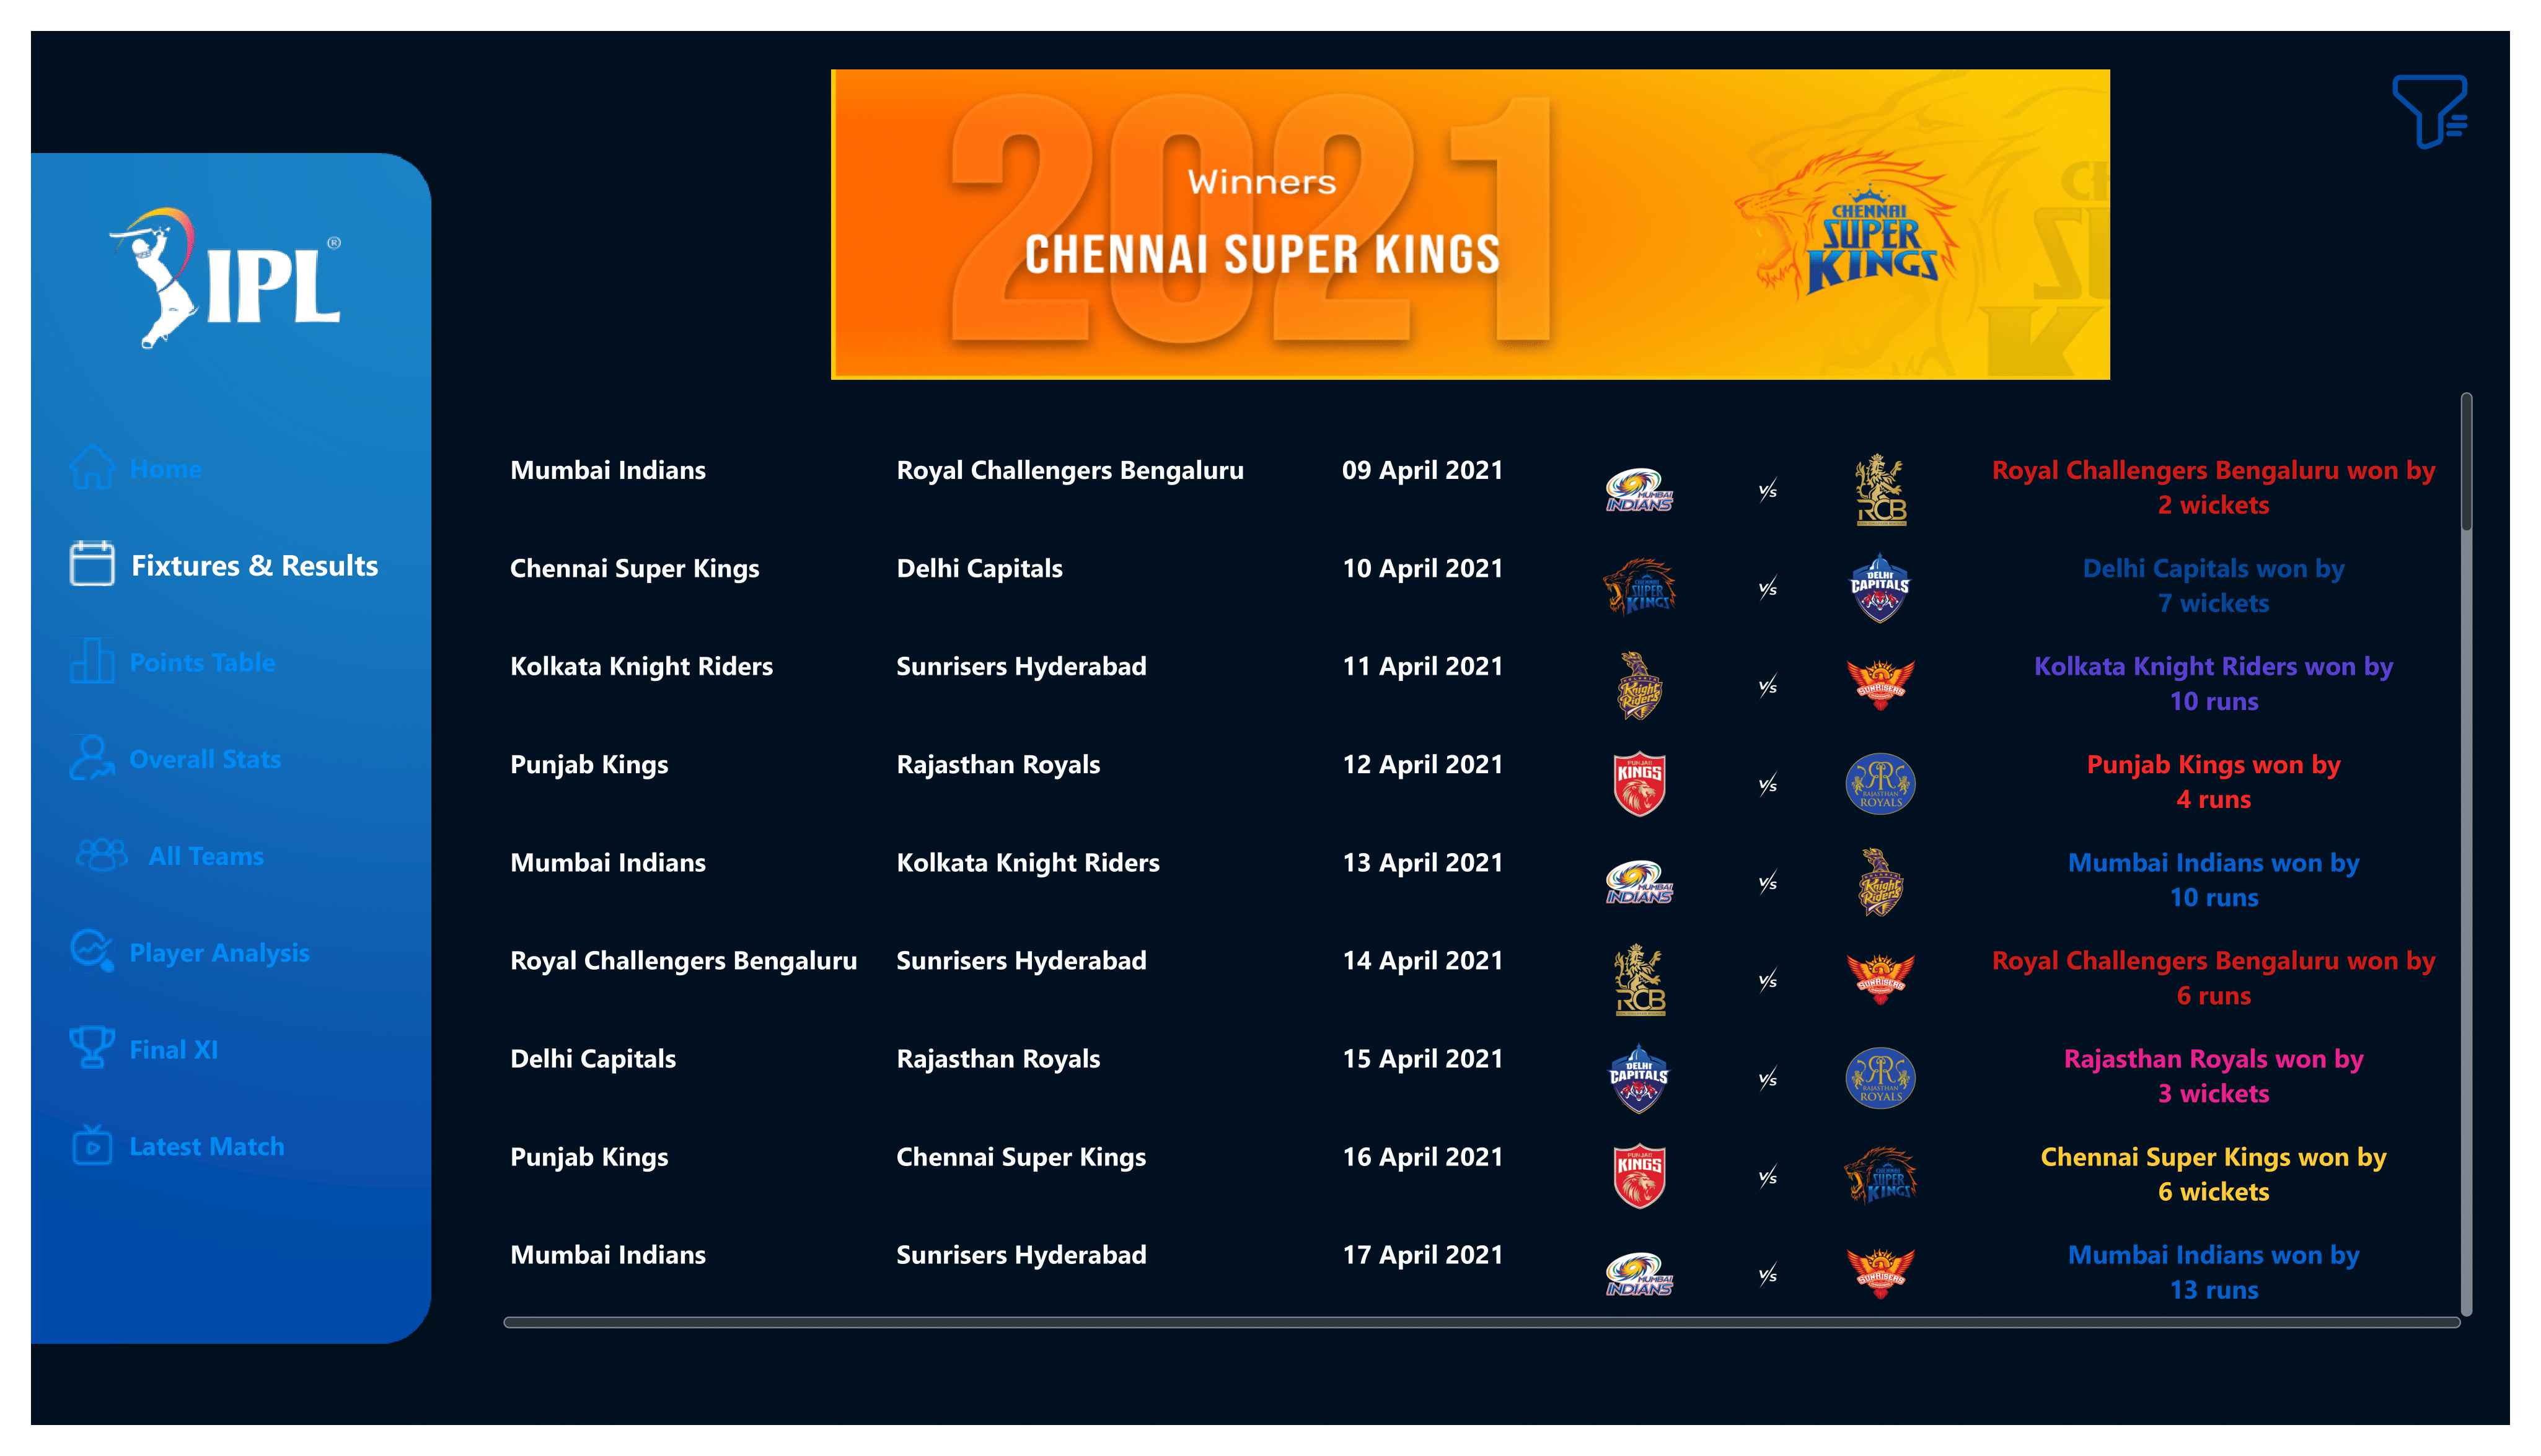 2021
Winners
CHENNAI SUPER KINGS
CHENNAI
SUPER
KINGS
IPL®
Home
Fixtures & Results
Points Table
Overall Stats
All Teams
Player Analysis
Final XI
Latest Match
Mumbai Indians Royal Challengers Bengaluru 09 April 2021 MUMBAI INDIANS V/S RCB Royal Challengers Bengaluru won by
2 wickets
Chennai Super Kings Delhi Capitals 10 April 2021 CHENNAI SUPER KINGS V/S DELHI CAPITALS Delhi Capitals won by
7 wickets
Kolkata Knight Riders Sunrisers Hyderabad 11 April 2021 Knight Riders V/S SUNRISERS Kolkata Knight Riders won by
10 runs
Punjab Kings Rajasthan Royals 12 April 2021 PUNJAB KINGS V/S RAJASTHAN ROYALS Punjab Kings won by
4 runs
Mumbai Indians Kolkata Knight Riders 13 April 2021 MUMBAI INDIANS V/S Knight Riders Mumbai Indians won by
10 runs
Royal Challengers Bengaluru Sunrisers Hyderabad 14 April 2021 RCB V/S SUNRISERS Royal Challengers Bengaluru won by
6 runs
Delhi Capitals Rajasthan Royals 15 April 2021 DELHI CAPITALS V/S RAJASTHAN ROYALS Rajasthan Royals won by
3 wickets
Punjab Kings Chennai Super Kings 16 April 2021 PUNJAB KINGS V/S CHENNAI SUPER KINGS Chennai Super Kings won by
6 wickets
Mumbai Indians Sunrisers Hyderabad 17 April 2021 MUMBAI INDIANS V/S SUNRISERS Mumbai Indians won by
13 runs